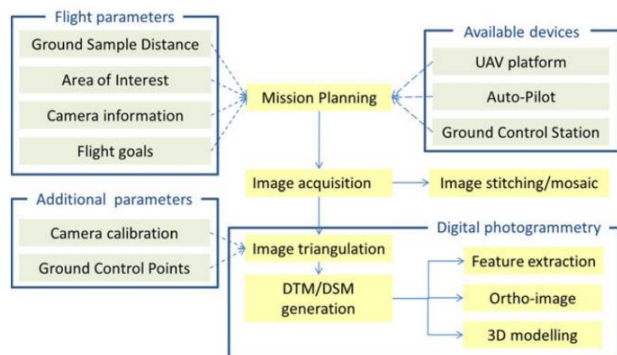 Flight parameters
Ground Sample Distance
Area of Interest
Camera information
Flight goals
Available devices
UAV platform
Auto-Pilot
Ground Control Station
Mission Planning
Image acquisition
Image stitching/mosaic
Additional parameters
Camera calibration
Ground Control Points
Digital photogrammetry
Image triangulation
DTM/DSM
generation
Feature extraction
Ortho-image
3D modelling